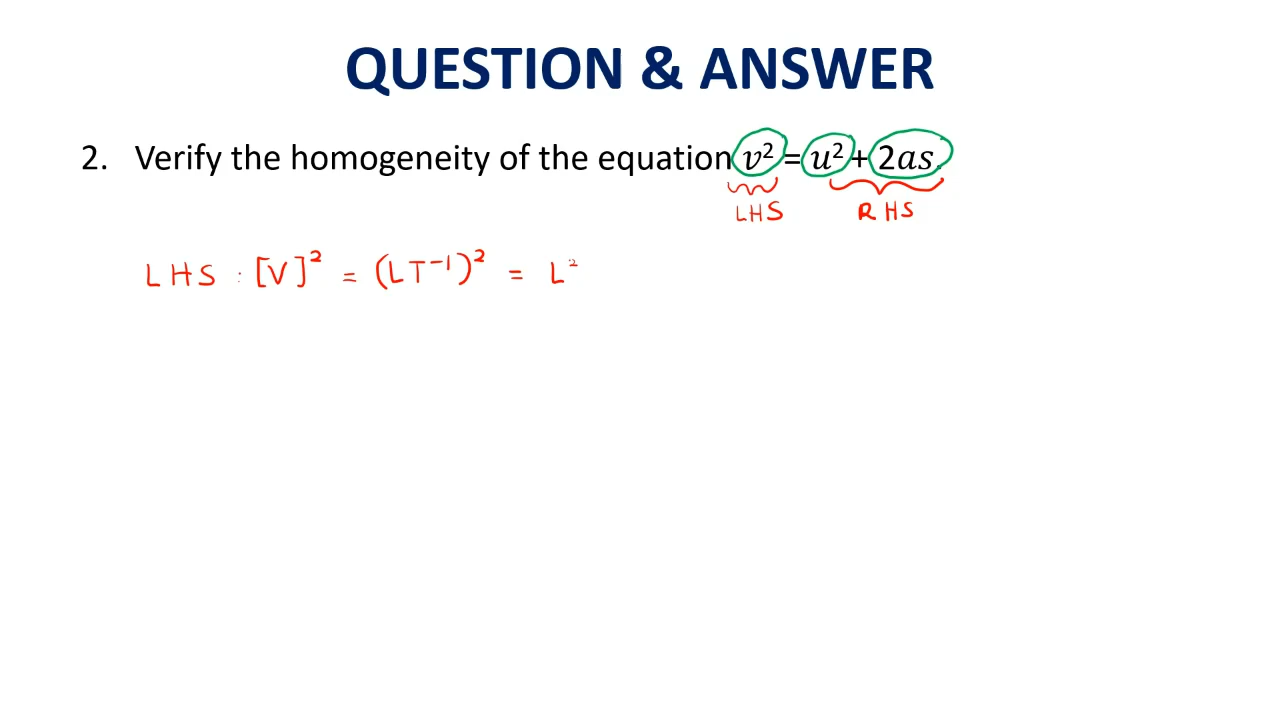 QUESTION & ANSWER
2. Verify the homogeneity of the equation v² = u² + 2as.
LHS RHS
LHS : [V]² = (LT⁻¹)² = L²